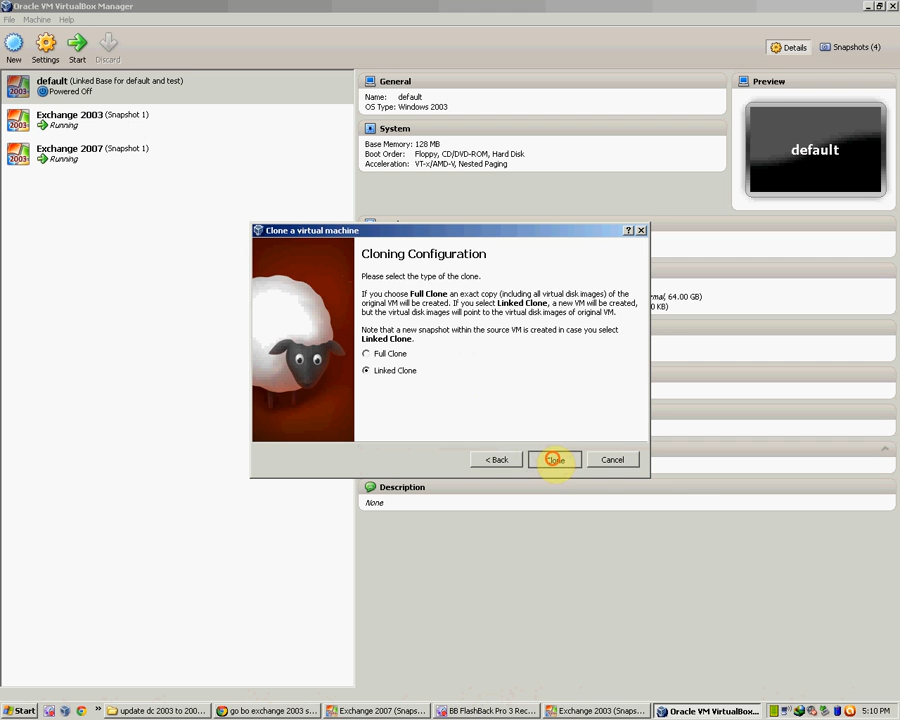 Oracle VM VirtualBox Manager
File Machine Help
New Settings Start Discard
Details Snapshots (4)
default (Linked Base for default and test)
Powered Off
Exchange 2003 (Snapshot 1)
Running
Exchange 2007 (Snapshot 1)
Running
General
Name: default
OS Type: Windows 2003
System
Base Memory: 128 MB
Boot Order: Floppy, CD/DVD-ROM, Hard Disk
Acceleration: VT-x/AMD-V, Nested Paging
Preview
default
Clone a virtual machine
Cloning Configuration
Please select the type of the clone.
If you choose Full Clone an exact copy (including all virtual disk images) of the
original VM will be created. If you select Linked Clone, a new VM will be created,
but the virtual disk images will point to the virtual disk images of original VM.
Note that a new snapshot within the source VM is created in case you select
Linked Clone.
Full Clone
Linked Clone
< Back Clone Cancel
64.00 GB)
KB)
Description
None
Start update dc 2003 to 200... go bo exchange 2003 s... Exchange 2007 (Snaps... BB FlashBack Pro 3 Rec... Exchange 2003 (Snaps... Oracle VM VirtualBox... 5:10 PM